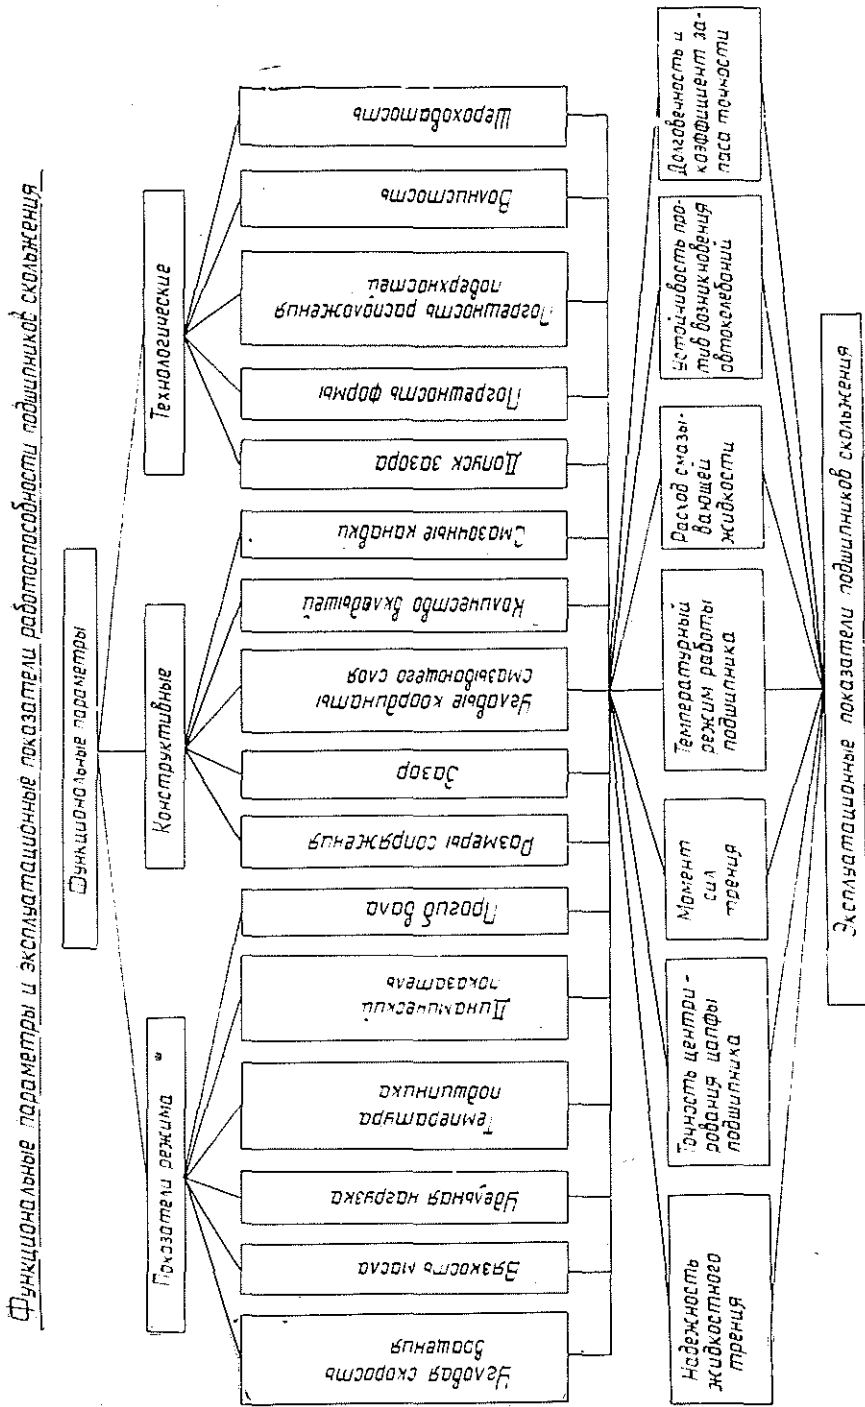 Функциональные параметры и эксплуатационные показатели работоспособности подшипников скольжения
Функциональные параметры
Показатели режима *
Конструктивные
Технологические
Угловая скорость
вращения
Вязкость масла
Удельная нагрузка
Температура
подшипника
Динамический
показатель
Прогиб вала
Размеры сопряжения
Зазор
Угловые координаты
смазывающего слоя
Количество вкладышей
Смазочные канавки
Допуск зазора
Погрешность формы
Погрешность расположения
поверхностей
Волнистость
Шероховатость
Надежность
жидкостного
трения
Точность центри-
рования цапфы
подшипника
Момент
сил
трения
Температурный
режим работы
подшипника
Расход смазы-
вающей
жидкости
Устойчивость про-
тив возникновения
автоколебаний
Долговечность и
коэффициент за-
паса точности
Эксплуатационные показатели подшипников скольжения